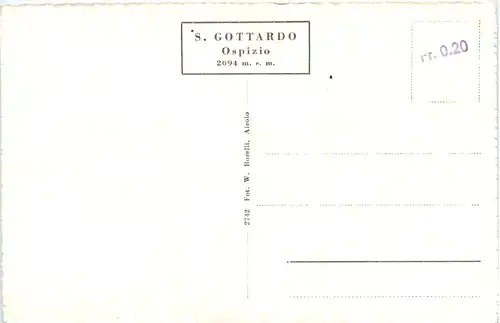 S. GOTTARDO
Ospizio
2094 m. s. m.
fr. 0.20
2742 Fot. W. Borelli, Airolo